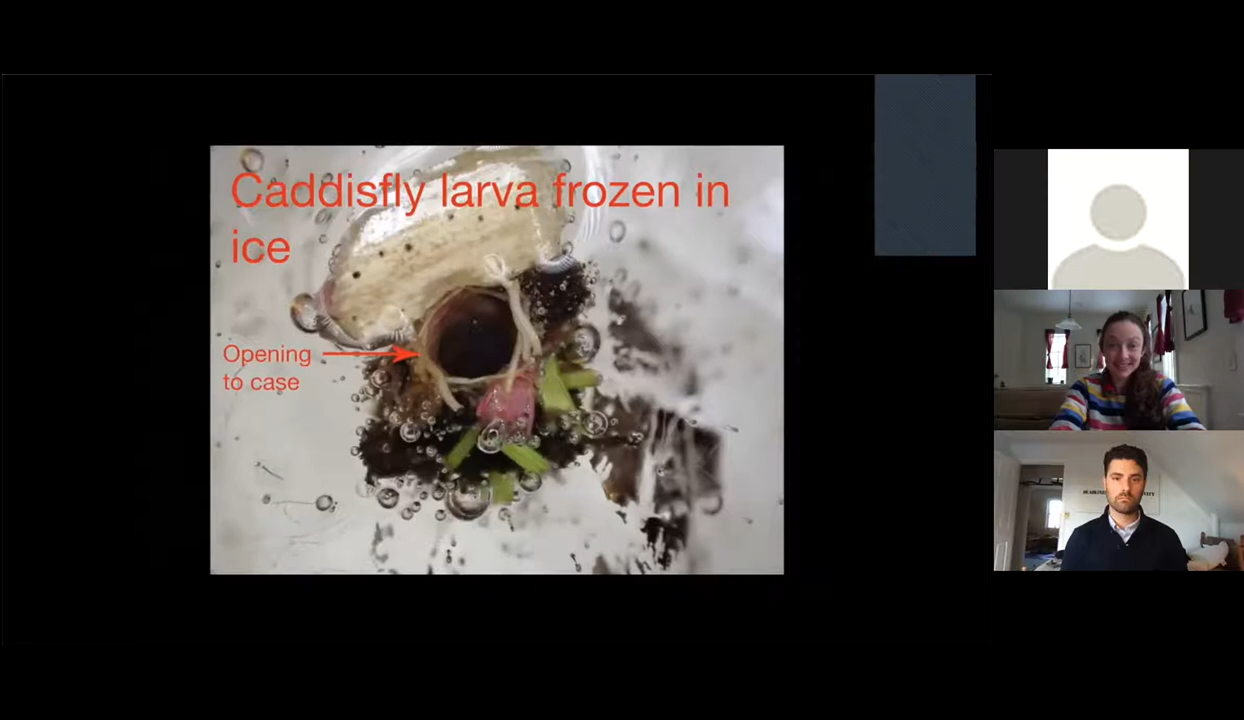 Caddisfly larva frozen in
ice
Opening
to case